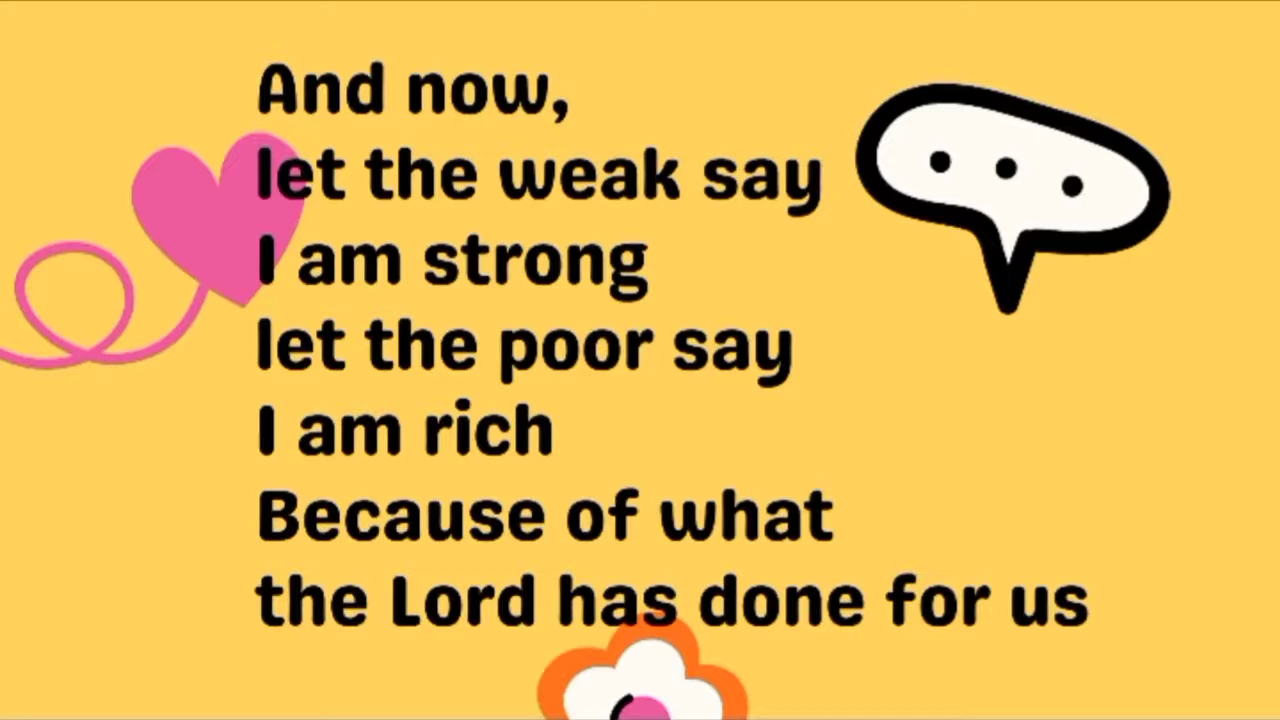 And now,
let the weak say
I am strong
let the poor say
I am rich
Because of what
the Lord has done for us